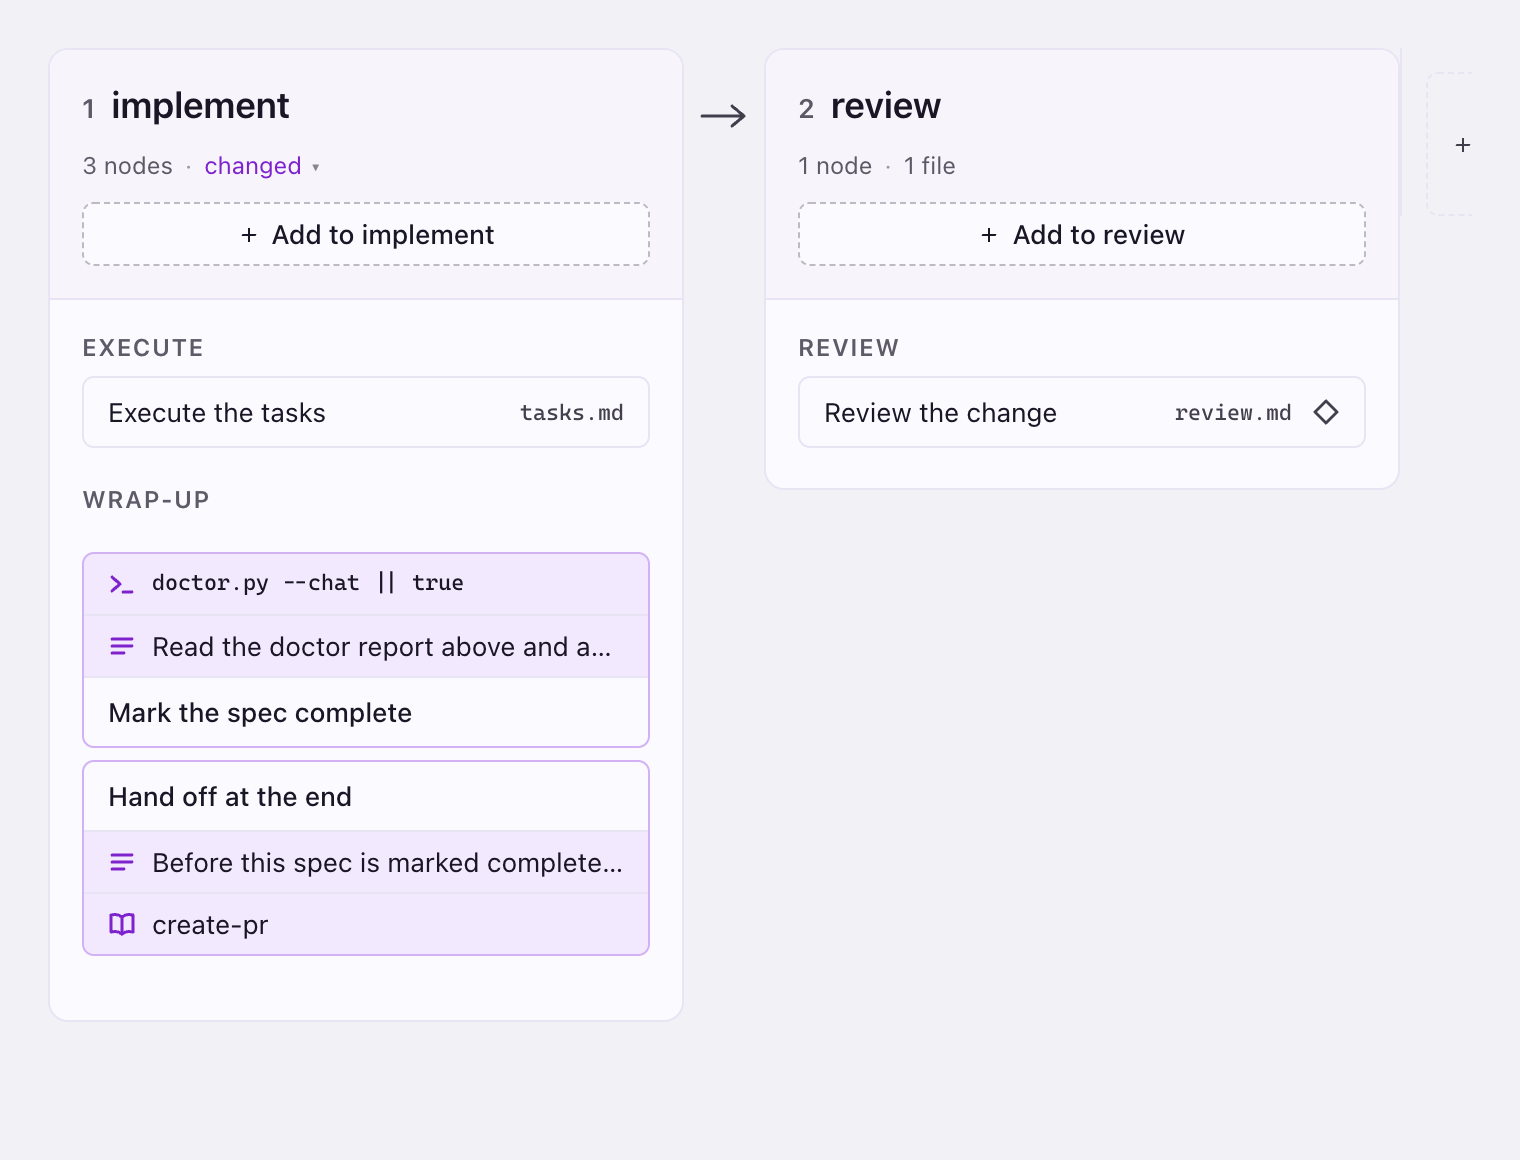 1 implement
3 nodes · changed ▾
+ Add to implement
EXECUTE
Execute the tasks tasks.md
WRAP-UP
doctor.py --chat || true
Read the doctor report above and a...
Mark the spec complete
Hand off at the end
Before this spec is marked complete...
create-pr
2 review
1 node · 1 file
+ Add to review
REVIEW
Review the change review.md
+